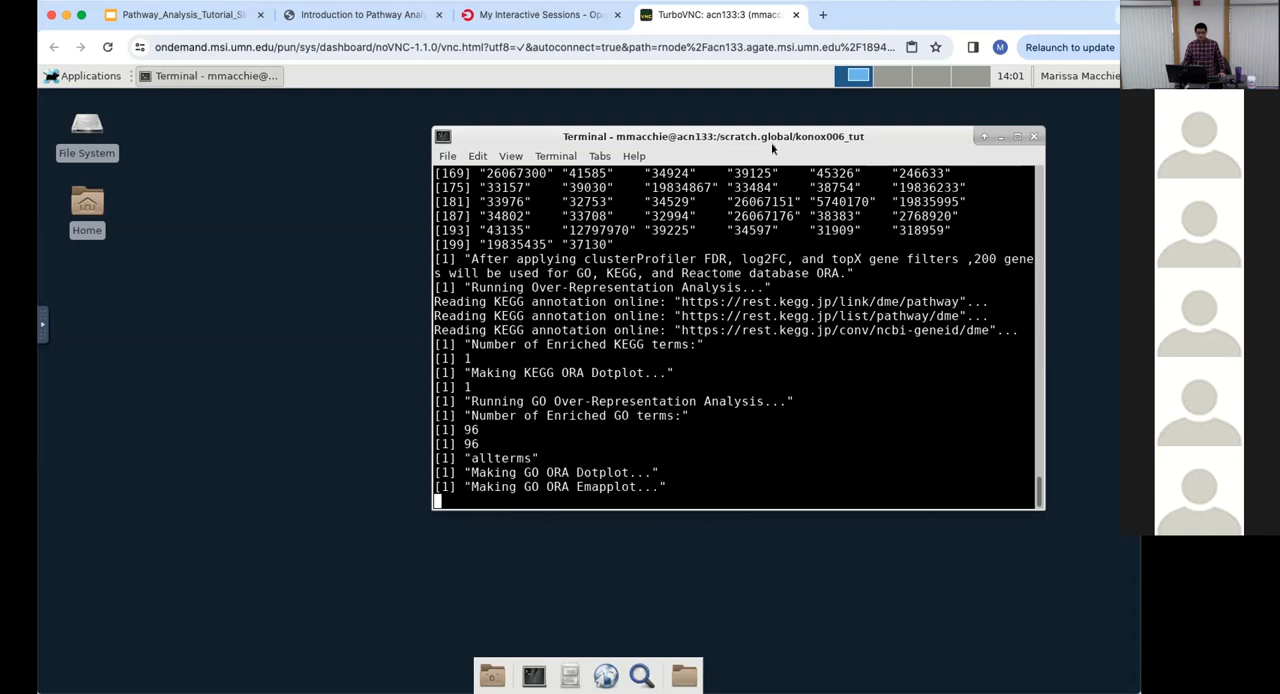 Pathway_Analysis_Tutorial_Sl
Introduction to Pathway Anal
My Interactive Sessions - Ope
TurboVNC: acn133:3 (mmacc
ondemand.msi.umn.edu/pun/sys/dashboard/noVNC-1.1.0/vnc.html?utf8=✓&autoconnect=true&path=rnode%2Facn133.agate.msi.umn.edu%2F1894...
M
Relaunch to update
Applications
Terminal - mmacchie@...
14:01
Marissa Macchie
File System
Home
Terminal - mmacchie@acn133:/scratch.global/konox006_tut
File Edit View Terminal Tabs Help
[169] "26067300" "41585" "34924" "39125" "45326" "246633"
[175] "33157" "39030" "19834867" "33484" "38754" "19836233"
[181] "33976" "32753" "34529" "26067151" "5740170" "19835995"
[187] "34802" "33708" "32994" "26067176" "38383" "2768920"
[193] "43135" "12797970" "39225" "34597" "31909" "318959"
[199] "19835435" "37130"
[1] "After applying clusterProfiler FDR, log2FC, and topX gene filters ,200 gene
s will be used for GO, KEGG, and Reactome database ORA."
[1] "Running Over-Representation Analysis..."
Reading KEGG annotation online: "https://rest.kegg.jp/link/dme/pathway"...
Reading KEGG annotation online: "https://rest.kegg.jp/list/pathway/dme"...
Reading KEGG annotation online: "https://rest.kegg.jp/conv/ncbi-geneid/dme"...
[1] "Number of Enriched KEGG terms:"
[1] 1
[1] "Making KEGG ORA Dotplot..."
[1] 1
[1] "Running GO Over-Representation Analysis..."
[1] "Number of Enriched GO terms:"
[1] 96
[1] 96
[1] "allterms"
[1] "Making GO ORA Dotplot..."
[1] "Making GO ORA Emapplot..."